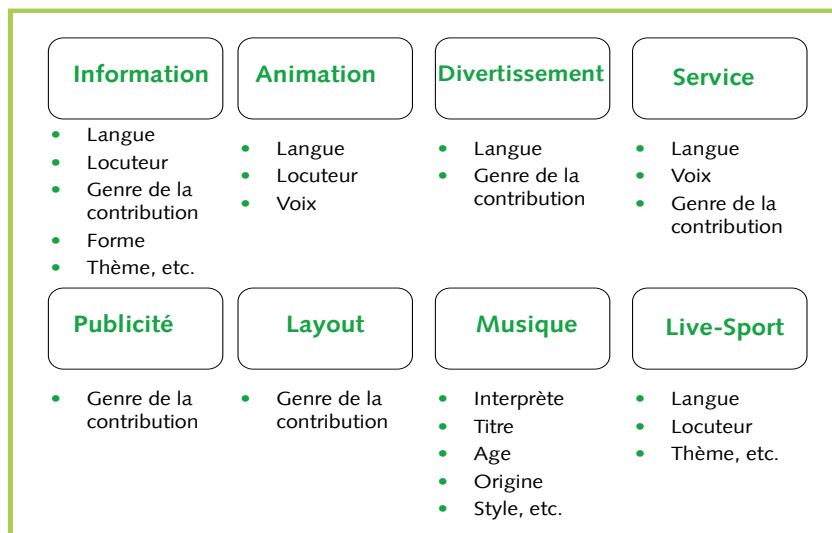 Information
• Langue
• Locuteur
• Genre de la
contribution
• Forme
• Thème, etc.
Animation
• Langue
• Locuteur
• Voix
Divertissement
• Langue
• Genre de la
contribution
Service
• Langue
• Voix
• Genre de la
contribution
Publicité
• Genre de la
contribution
Layout
• Genre de la
contribution
Musique
• Interprète
• Titre
• Age
• Origine
• Style, etc.
Live-Sport
• Langue
• Locuteur
• Thème, etc.